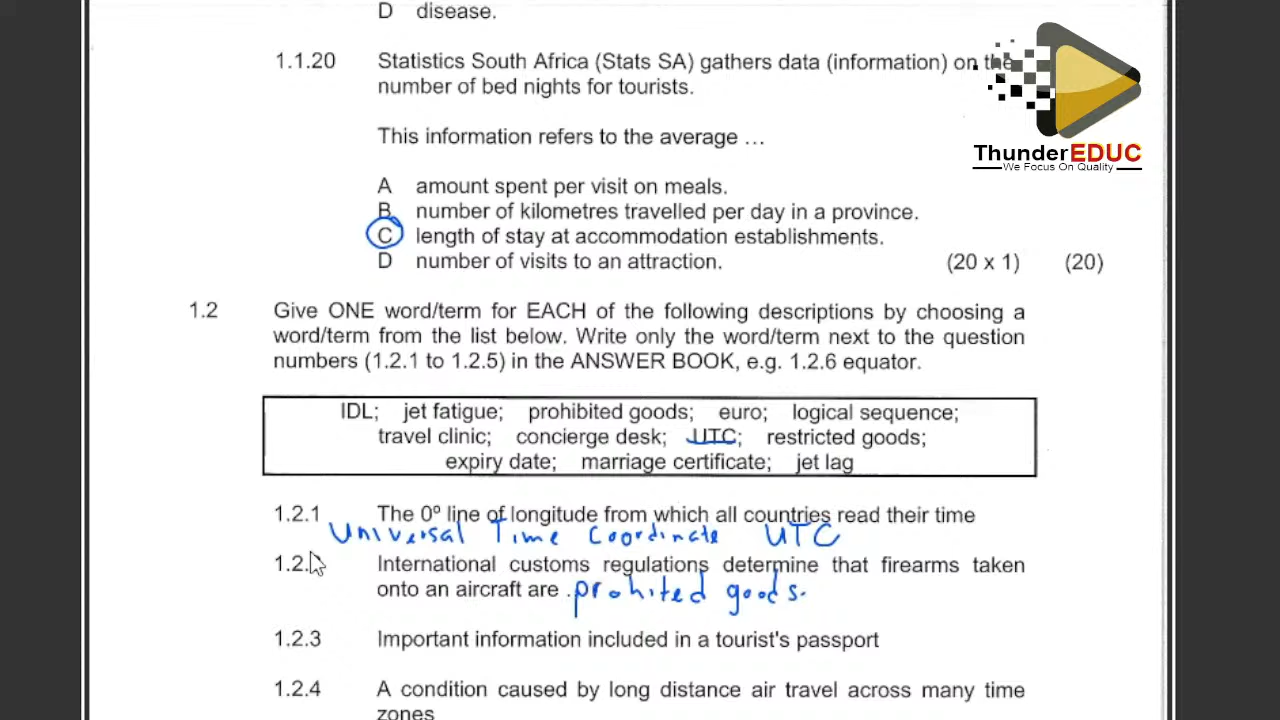 D disease.
1.1.20 Statistics South Africa (Stats SA) gathers data (information) on the
number of bed nights for tourists.
ThunderEDUC
We Focus On Quality
This information refers to the average …
A amount spent per visit on meals.
B number of kilometres travelled per day in a province.
C length of stay at accommodation establishments.
D number of visits to an attraction. (20 x 1) (20)
1.2 Give ONE word/term for EACH of the following descriptions by choosing a
word/term from the list below. Write only the word/term next to the question
numbers (1.2.1 to 1.2.5) in the ANSWER BOOK, e.g. 1.2.6 equator.
IDL; jet fatigue; prohibited goods; euro; logical sequence;
travel clinic; concierge desk; UTC; restricted goods;
expiry date; marriage certificate; jet lag
1.2.1 The 0º line of longitude from which all countries read their time
Universal Time Coordinate UTC
1.2. International customs regulations determine that firearms taken
onto an aircraft are . prohited goods.
1.2.3 Important information included in a tourist's passport
1.2.4 A condition caused by long distance air travel across many time
zones